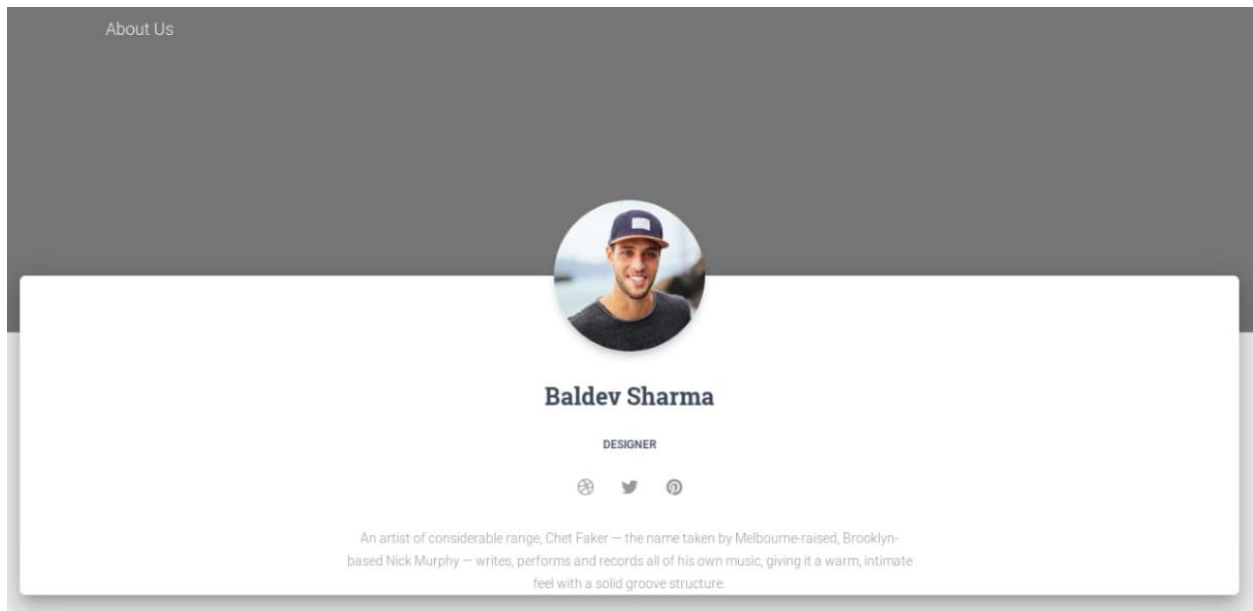 About Us
Baldev Sharma
DESIGNER
An artist of considerable range, Chet Faker — the name taken by Melbourne-raised, Brooklyn-
based Nick Murphy — writes, performs and records all of his own music, giving it a warm, intimate
feel with a solid groove structure.